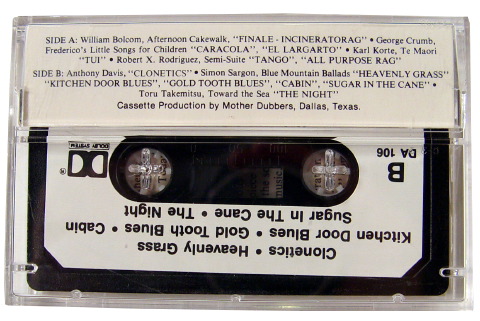 SIDE A: William Bolcom, Afternoon Cakewalk, "FINALE - INCINERATORAG" • George Crumb,
Frederico's Little Songs for Children "CARACOLA", "EL LARGARTO" • Karl Korte, Te Maori
"TUI" • Robert X. Rodriguez, Semi-Suite "TANGO", "ALL PURPOSE RAG"
SIDE B: Anthony Davis, "CLONETICS" • Simon Sargon, Blue Mountain Ballads "HEAVENLY GRASS"
"KITCHEN DOOR BLUES", "GOLD TOOTH BLUES", "CABIN", "SUGAR IN THE CANE" •
Toru Takemitsu, Toward the Sea "THE NIGHT"
Cassette Production by Mother Dubbers, Dallas, Texas.
B
DA 106
DOLBY SYSTEM
Clonetics • Heavenly Grass
Kitchen Door Blues • Gold Tooth Blues • Cabin
Sugar In The Cane • The Night